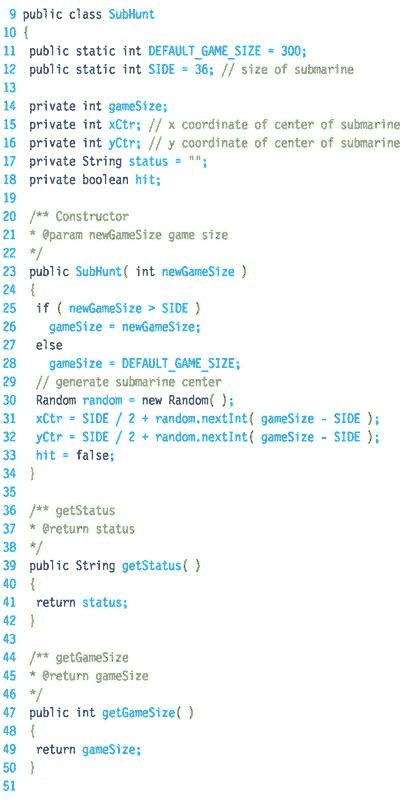 9 public class SubHunt
10 {
11 public static int DEFAULT_GAME_SIZE = 300;
12 public static int SIDE = 36; // size of submarine
13
14 private int gameSize;
15 private int xCtr; // x coordinate of center of submarine
16 private int yCtr; // y coordinate of center of submarine
17 private String status = "";
18 private boolean hit;
19
20 /** Constructor
21 * @param newGameSize game size
22 */
23 public SubHunt( int newGameSize )
24 {
25 if ( newGameSize > SIDE )
26 gameSize = newGameSize;
27 else
28 gameSize = DEFAULT_GAME_SIZE;
29 // generate submarine center
30 Random random = new Random( );
31 xCtr = SIDE / 2 + random.nextInt( gameSize - SIDE );
32 yCtr = SIDE / 2 + random.nextInt( gameSize - SIDE );
33 hit = false;
34 }
35
36 /** getStatus
37 * @return status
38 */
39 public String getStatus( )
40 {
41 return status;
42 }
43
44 /** getGameSize
45 * @return gameSize
46 */
47 public int getGameSize( )
48 {
49 return gameSize;
50 }
51